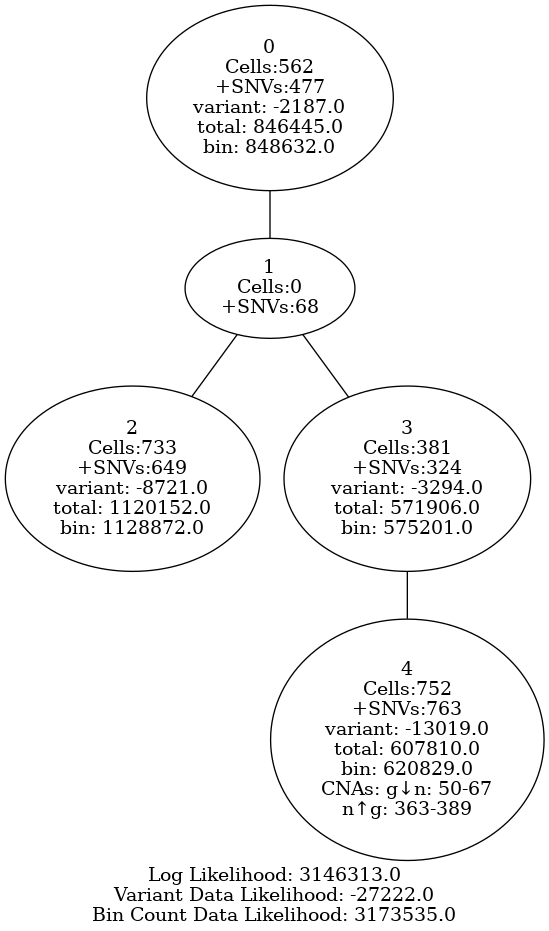 0
Cells:562
+SNVs:477
variant: -2187.0
total: 846445.0
bin: 848632.0
1
Cells:0
+SNVs:68
2
Cells:733
+SNVs:649
variant: -8721.0
total: 1120152.0
bin: 1128872.0
3
Cells:381
+SNVs:324
variant: -3294.0
total: 571906.0
bin: 575201.0
4
Cells:752
+SNVs:763
variant: -13019.0
total: 607810.0
bin: 620829.0
CNAs: g↓n: 50-67
n↑g: 363-389
Log Likelihood: 3146313.0
Variant Data Likelihood: -27222.0
Bin Count Data Likelihood: 3173535.0